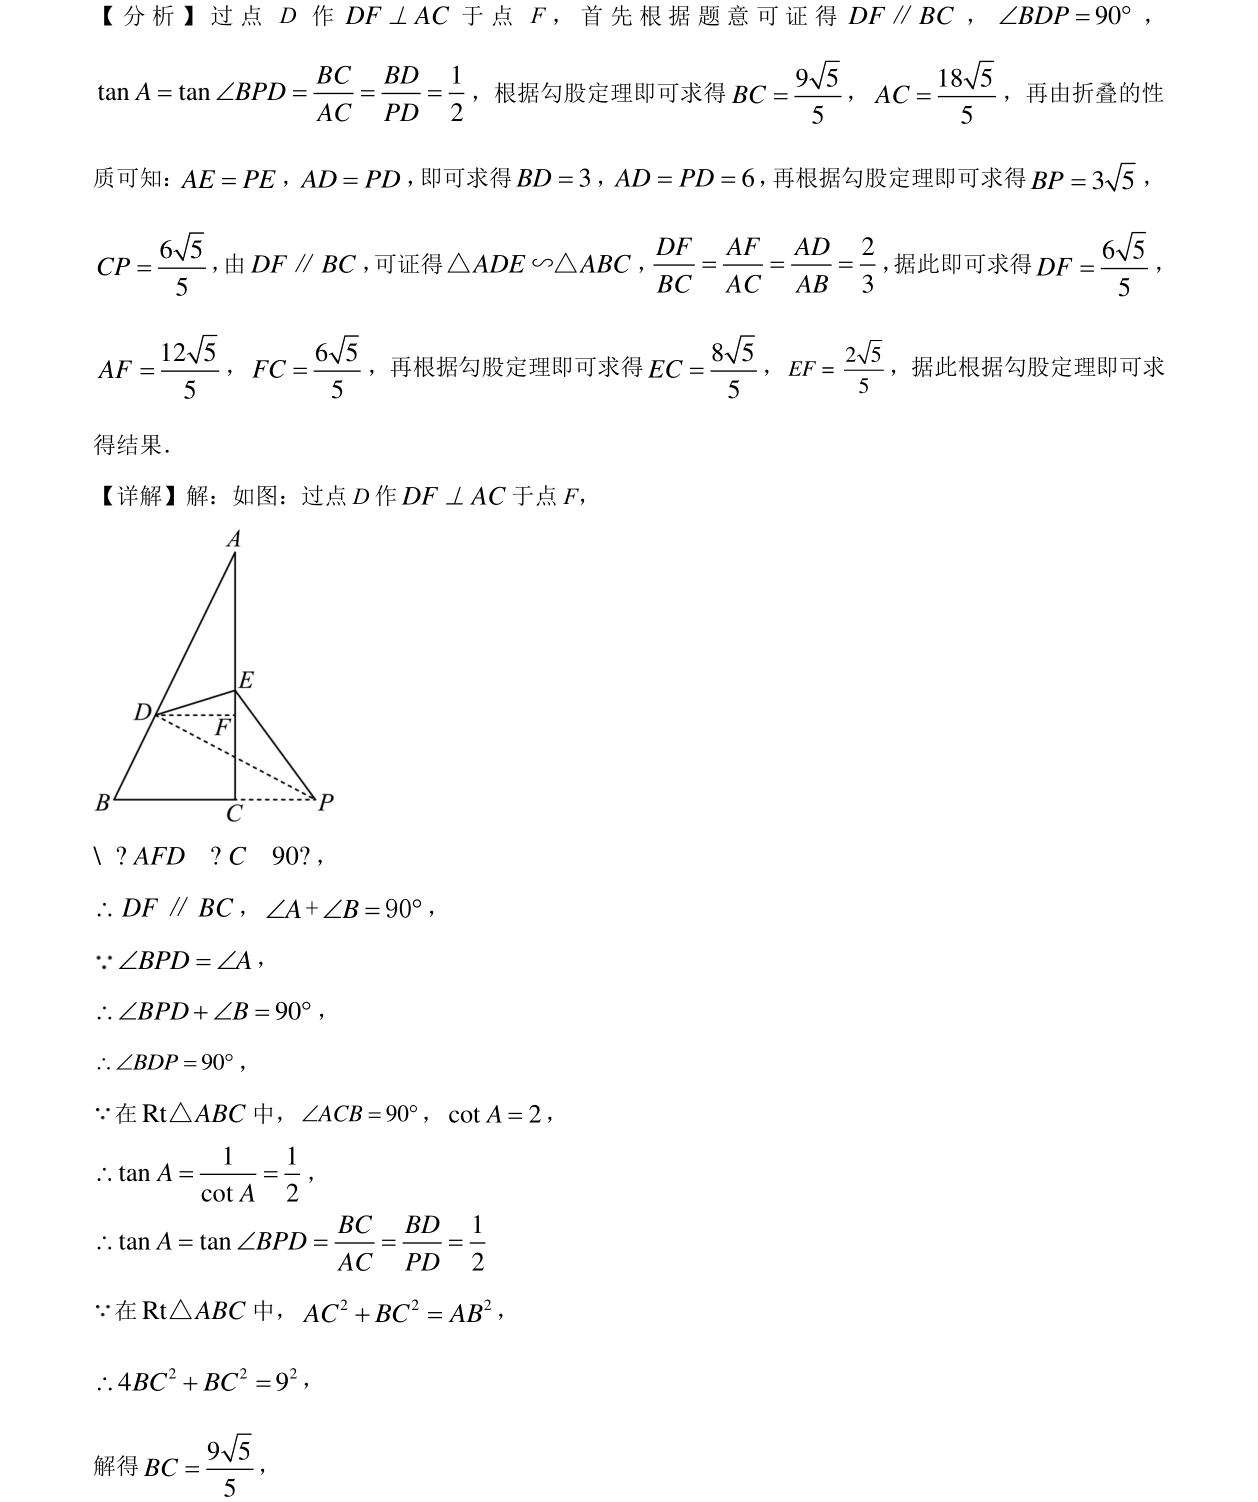 【分析】过点 D 作 DF⊥AC 于点 F，首先根据题意可证得 DF∥BC，∠BDP=90°，
tan A = tan∠BPD = BC/AC = BD/PD = 1/2，根据勾股定理即可求得 BC = 9√5/5，AC = 18√5/5，再由折叠的性
质可知：AE = PE，AD = PD，即可求得 BD = 3，AD = PD = 6，再根据勾股定理即可求得 BP = 3√5，
CP = 6√5/5，由 DF∥BC，可证得△ADE∽△ABC，DF/BC = AF/AC = AD/AB = 2/3，据此即可求得 DF = 6√5/5，
AF = 12√5/5，FC = 6√5/5，再根据勾股定理即可求得 EC = 8√5/5，EF = 2√5/5，据此根据勾股定理即可求
得结果．
【详解】解：如图：过点 D 作 DF⊥AC 于点 F，
A
E
D
F
B
C
P
\ ? AFD ? C 90?，
∴ DF∥BC，∠A+∠B=90°，
∵∠BPD=∠A，
∴∠BPD+∠B=90°，
∴∠BDP=90°，
∵在 Rt△ABC 中，∠ACB=90°，cot A = 2，
∴tan A = 1/cot A = 1/2，
∴tan A = tan∠BPD = BC/AC = BD/PD = 1/2
∵在 Rt△ABC 中，AC² + BC² = AB²，
∴4BC² + BC² = 9²，
解得 BC = 9√5/5，